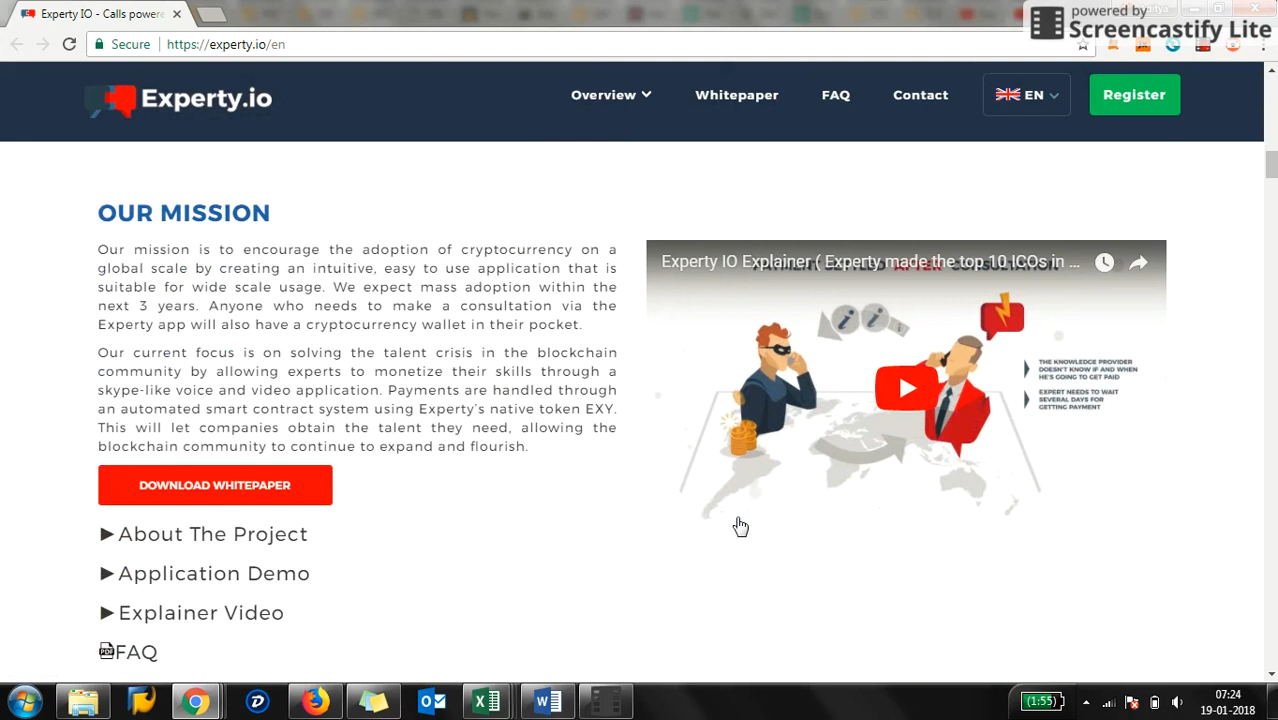 Experty IO - Calls powere
powered by
Screencastify Lite
Secure
https://experty.io/en
Experty.io
Overview
Whitepaper
FAQ
Contact
EN
Register
OUR MISSION
Our mission is to encourage the adoption of cryptocurrency on a
global scale by creating an intuitive, easy to use application that is
suitable for wide scale usage. We expect mass adoption within the
next 3 years. Anyone who needs to make a consultation via the
Experty app will also have a cryptocurrency wallet in their pocket.
Our current focus is on solving the talent crisis in the blockchain
community by allowing experts to monetize their skills through a
skype-like voice and video application. Payments are handled through
an automated smart contract system using Experty's native token EXY.
This will let companies obtain the talent they need, allowing the
blockchain community to continue to expand and flourish.
DOWNLOAD WHITEPAPER
►About The Project
►Application Demo
►Explainer Video
PDF
FAQ
Experty IO Explainer ( Experty made the top 10 ICOs in ...
THE KNOWLEDGE PROVIDER
DOESN'T KNOW IF AND WHEN
HE'S GOING TO GET PAID
EXPERT NEEDS TO WAIT
SEVERAL DAYS FOR
GETTING PAYMENT
(1:55)
07:24
19-01-2018